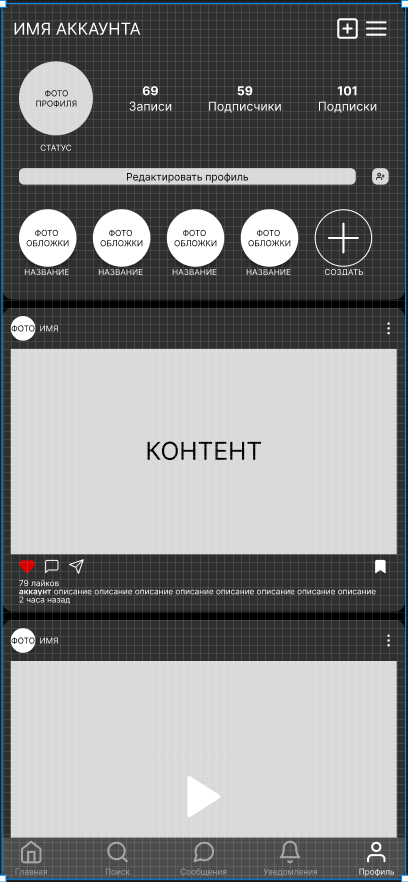 ИМЯ АККАУНТА
ФОТО
ПРОФИЛЯ
69
Записи
59
Подписчики
101
Подписки
СТАТУС
Редактировать профиль
ФОТО
ОБЛОЖКИ
ФОТО
ОБЛОЖКИ
ФОТО
ОБЛОЖКИ
ФОТО
ОБЛОЖКИ
НАЗВАНИЕ
НАЗВАНИЕ
НАЗВАНИЕ
НАЗВАНИЕ
СОЗДАТЬ
ФОТО ИМЯ
КОНТЕНТ
79 лайков
аккаунт описание описание описание описание описание описание описание описание
2 часа назад
ФОТО ИМЯ
Главная
Поиск
Сообщения
Уведомления
Профиль